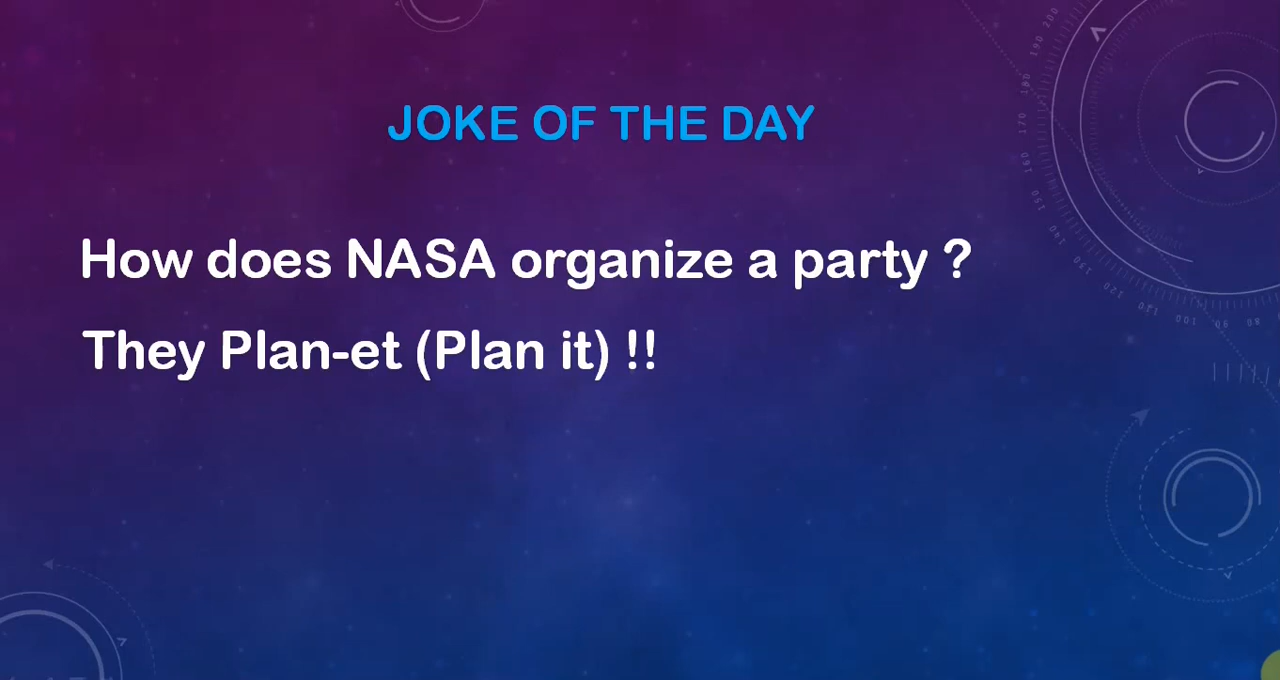 JOKE OF THE DAY
How does NASA organize a party ?
They Plan-et (Plan it) !!